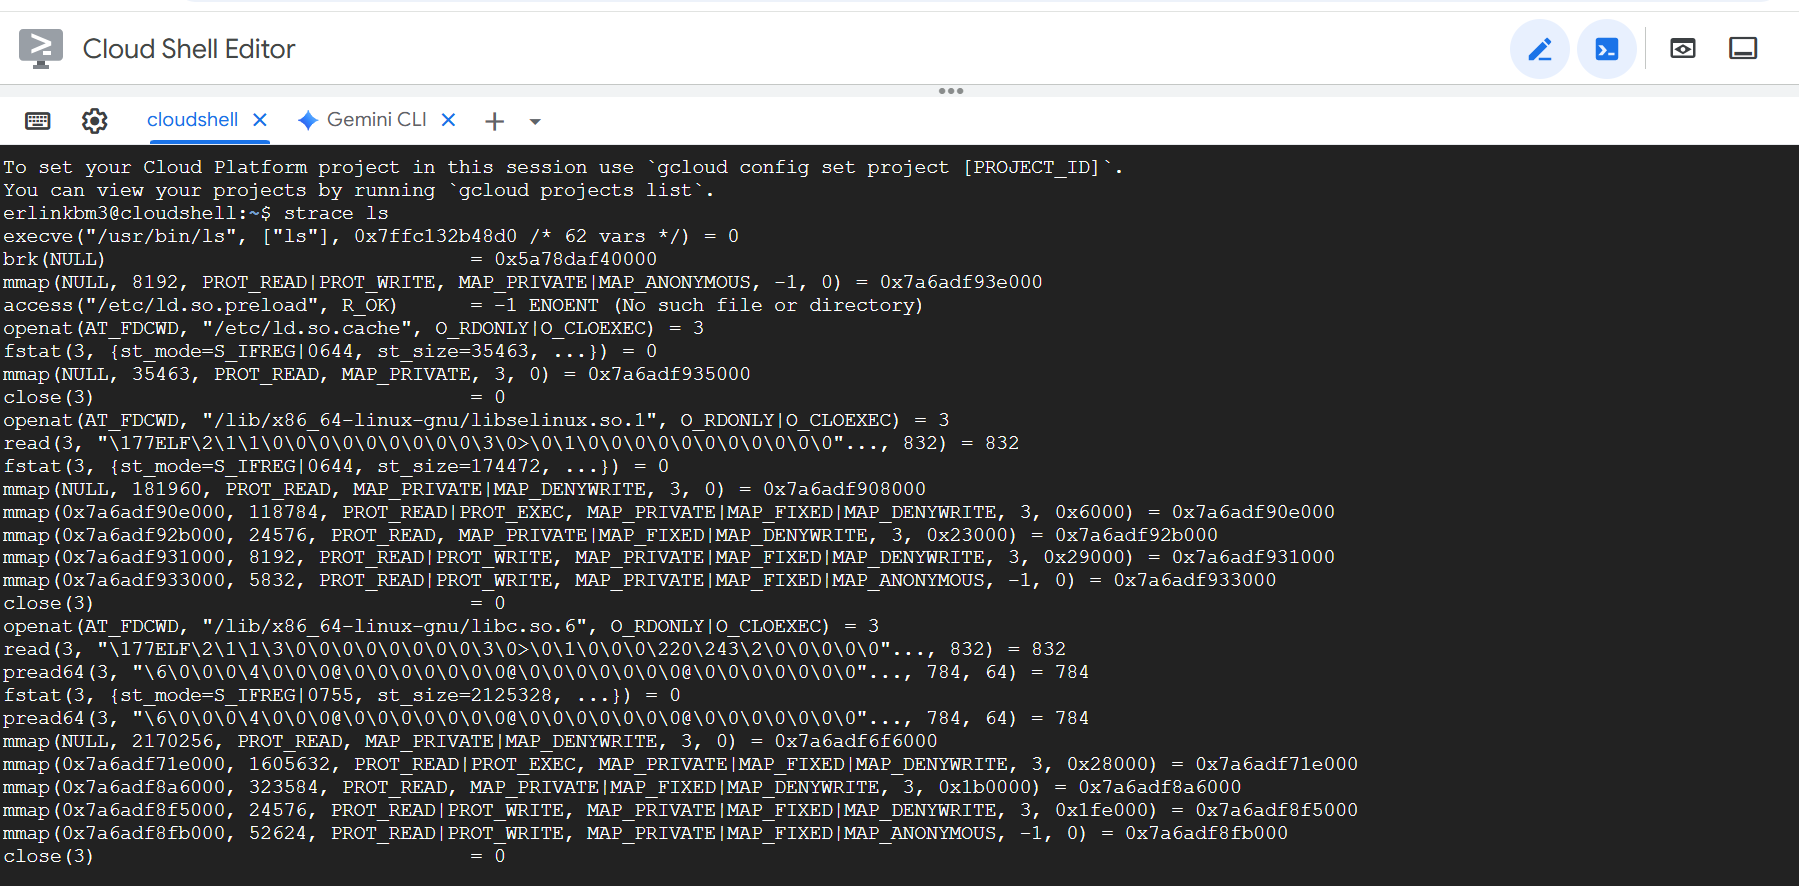 Cloud Shell Editor
cloudshell
Gemini CLI
To set your Cloud Platform project in this session use `gcloud config set project [PROJECT_ID]`.
You can view your projects by running `gcloud projects list`.
erlinkbm3@cloudshell:~$ strace ls
execve("/usr/bin/ls", ["ls"], 0x7ffc132b48d0 /* 62 vars */) = 0
brk(NULL)                               = 0x5a78daf40000
mmap(NULL, 8192, PROT_READ|PROT_WRITE, MAP_PRIVATE|MAP_ANONYMOUS, -1, 0) = 0x7a6adf93e000
access("/etc/ld.so.preload", R_OK)      = -1 ENOENT (No such file or directory)
openat(AT_FDCWD, "/etc/ld.so.cache", O_RDONLY|O_CLOEXEC) = 3
fstat(3, {st_mode=S_IFREG|0644, st_size=35463, ...}) = 0
mmap(NULL, 35463, PROT_READ, MAP_PRIVATE, 3, 0) = 0x7a6adf935000
close(3)                                = 0
openat(AT_FDCWD, "/lib/x86_64-linux-gnu/libselinux.so.1", O_RDONLY|O_CLOEXEC) = 3
read(3, "\177ELF\2\1\1\0\0\0\0\0\0\0\0\0\3\0>\0\1\0\0\0\0\0\0\0\0\0\0\0"..., 832) = 832
fstat(3, {st_mode=S_IFREG|0644, st_size=174472, ...}) = 0
mmap(NULL, 181960, PROT_READ, MAP_PRIVATE|MAP_DENYWRITE, 3, 0) = 0x7a6adf908000
mmap(0x7a6adf90e000, 118784, PROT_READ|PROT_EXEC, MAP_PRIVATE|MAP_FIXED|MAP_DENYWRITE, 3, 0x6000) = 0x7a6adf90e000
mmap(0x7a6adf92b000, 24576, PROT_READ, MAP_PRIVATE|MAP_FIXED|MAP_DENYWRITE, 3, 0x23000) = 0x7a6adf92b000
mmap(0x7a6adf931000, 8192, PROT_READ|PROT_WRITE, MAP_PRIVATE|MAP_FIXED|MAP_DENYWRITE, 3, 0x29000) = 0x7a6adf931000
mmap(0x7a6adf933000, 5832, PROT_READ|PROT_WRITE, MAP_PRIVATE|MAP_FIXED|MAP_ANONYMOUS, -1, 0) = 0x7a6adf933000
close(3)                                = 0
openat(AT_FDCWD, "/lib/x86_64-linux-gnu/libc.so.6", O_RDONLY|O_CLOEXEC) = 3
read(3, "\177ELF\2\1\1\3\0\0\0\0\0\0\0\0\3\0>\0\1\0\0\0\220\243\2\0\0\0\0\0"..., 832) = 832
pread64(3, "\6\0\0\0\4\0\0\0@\0\0\0\0\0\0\0@\0\0\0\0\0\0\0@\0\0\0\0\0\0\0"..., 784, 64) = 784
fstat(3, {st_mode=S_IFREG|0755, st_size=2125328, ...}) = 0
pread64(3, "\6\0\0\0\4\0\0\0@\0\0\0\0\0\0\0@\0\0\0\0\0\0\0@\0\0\0\0\0\0\0"..., 784, 64) = 784
mmap(NULL, 2170256, PROT_READ, MAP_PRIVATE|MAP_DENYWRITE, 3, 0) = 0x7a6adf6f6000
mmap(0x7a6adf71e000, 1605632, PROT_READ|PROT_EXEC, MAP_PRIVATE|MAP_FIXED|MAP_DENYWRITE, 3, 0x28000) = 0x7a6adf71e000
mmap(0x7a6adf8a6000, 323584, PROT_READ, MAP_PRIVATE|MAP_FIXED|MAP_DENYWRITE, 3, 0x1b0000) = 0x7a6adf8a6000
mmap(0x7a6adf8f5000, 24576, PROT_READ|PROT_WRITE, MAP_PRIVATE|MAP_FIXED|MAP_DENYWRITE, 3, 0x1fe000) = 0x7a6adf8f5000
mmap(0x7a6adf8fb000, 52624, PROT_READ|PROT_WRITE, MAP_PRIVATE|MAP_FIXED|MAP_ANONYMOUS, -1, 0) = 0x7a6adf8fb000
close(3)                                = 0